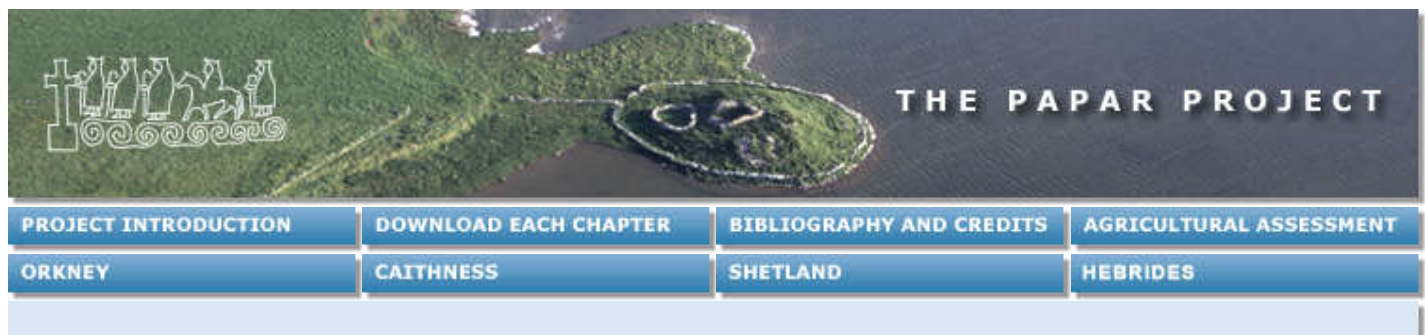 THE PAPAR PROJECT
PROJECT INTRODUCTION DOWNLOAD EACH CHAPTER BIBLIOGRAPHY AND CREDITS AGRICULTURAL ASSESSMENT
ORKNEY CAITHNESS SHETLAND HEBRIDES